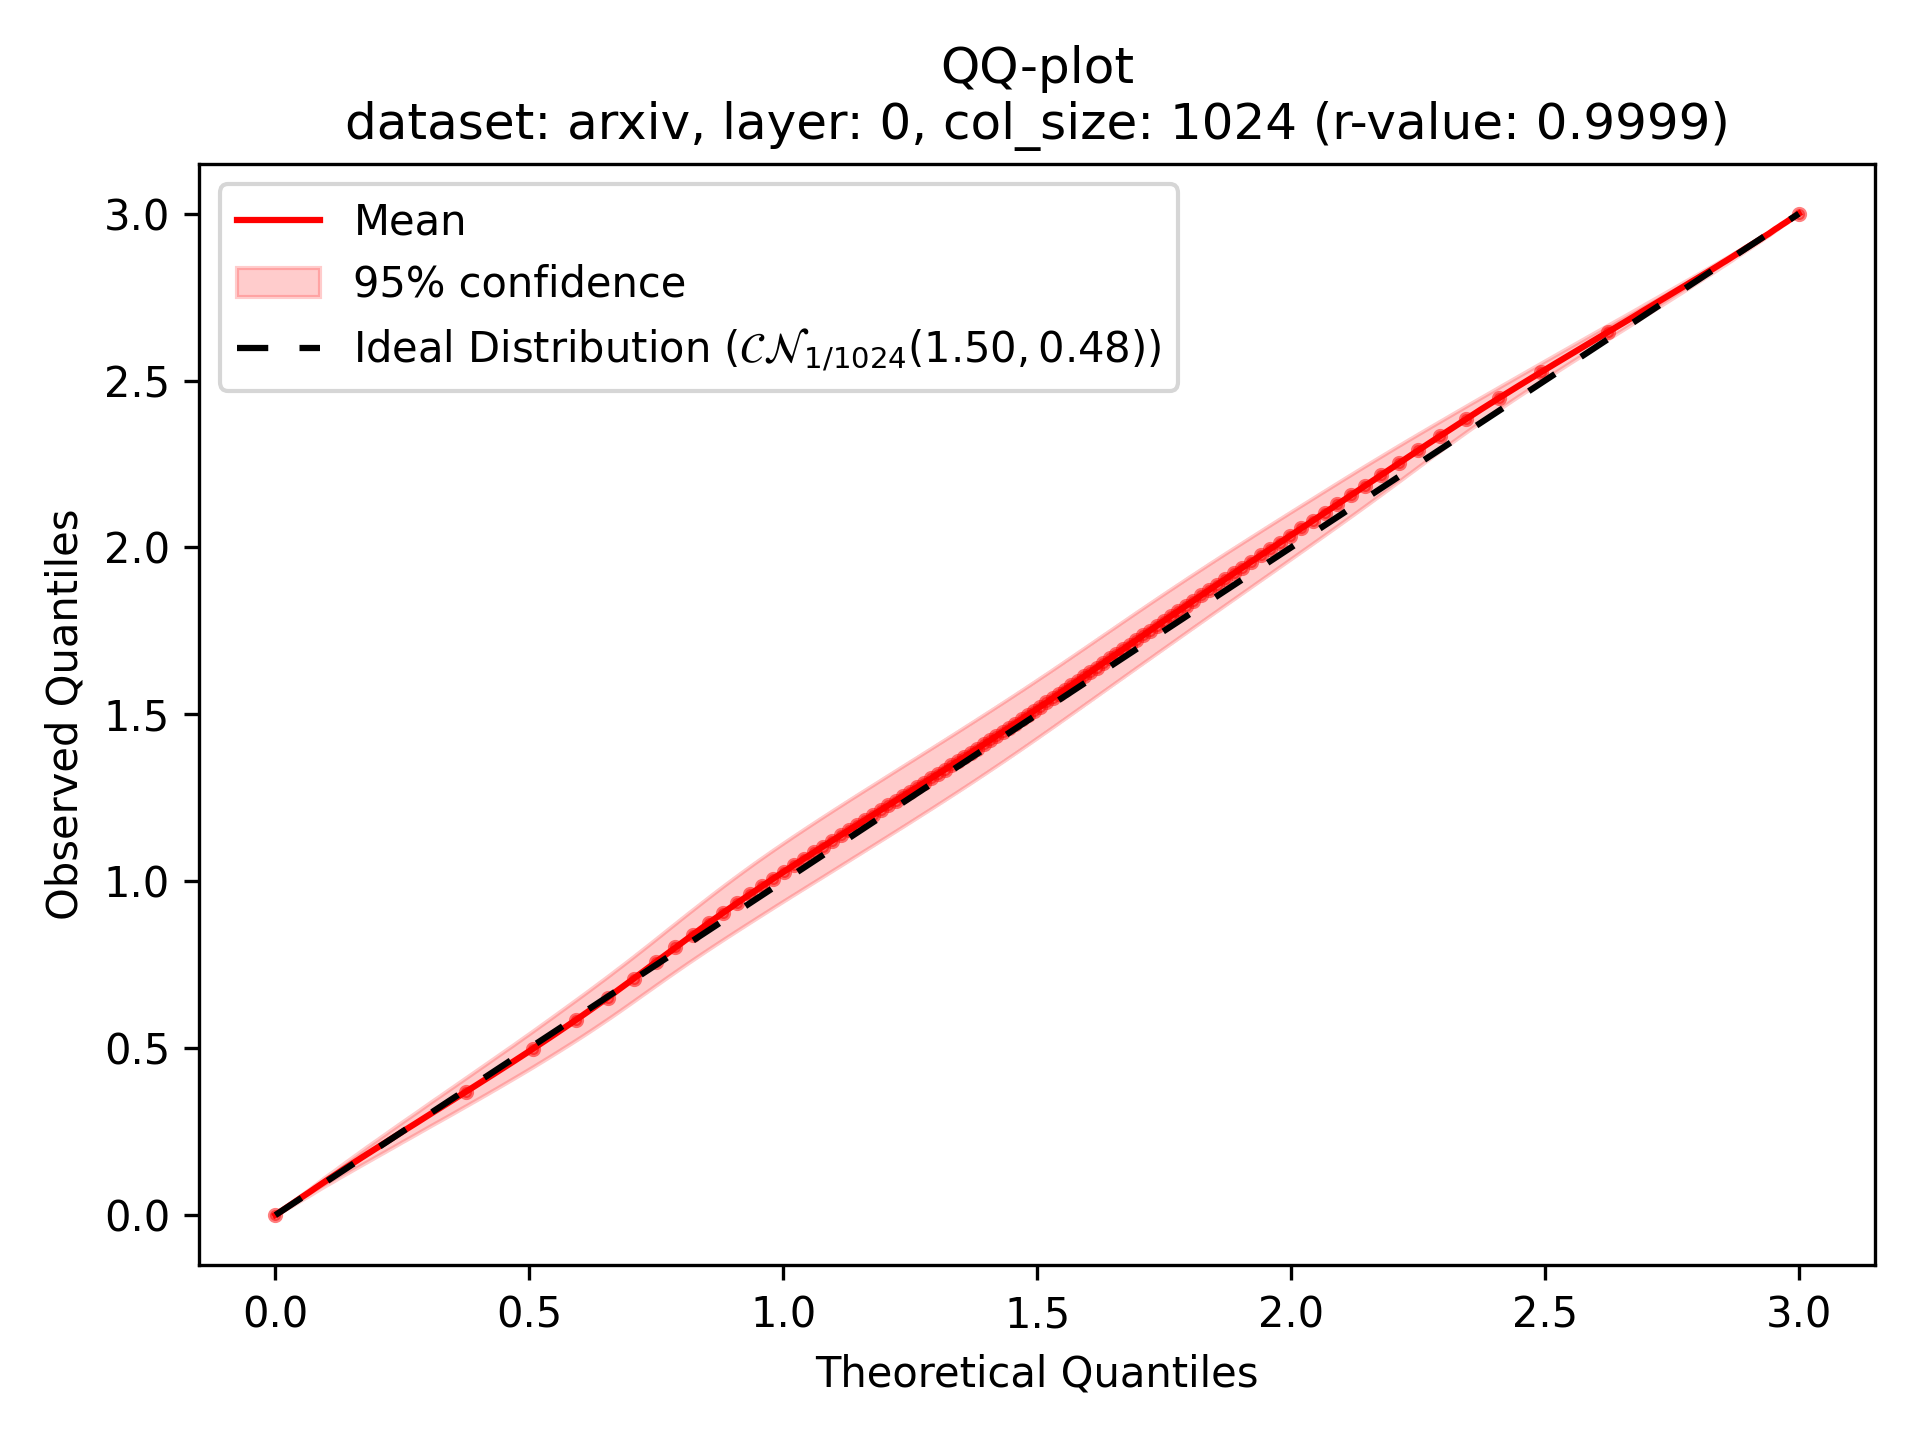 QQ-plot
dataset: arxiv, layer: 0, col_size: 1024 (r-value: 0.9999)
Mean
95% confidence
Ideal Distribution (𝒞𝒩₁/₁₀₂₄(1.50, 0.48))
3.0
2.5
2.0
1.5
1.0
0.5
0.0
Observed Quantiles
0.0 0.5 1.0 1.5 2.0 2.5 3.0
Theoretical Quantiles